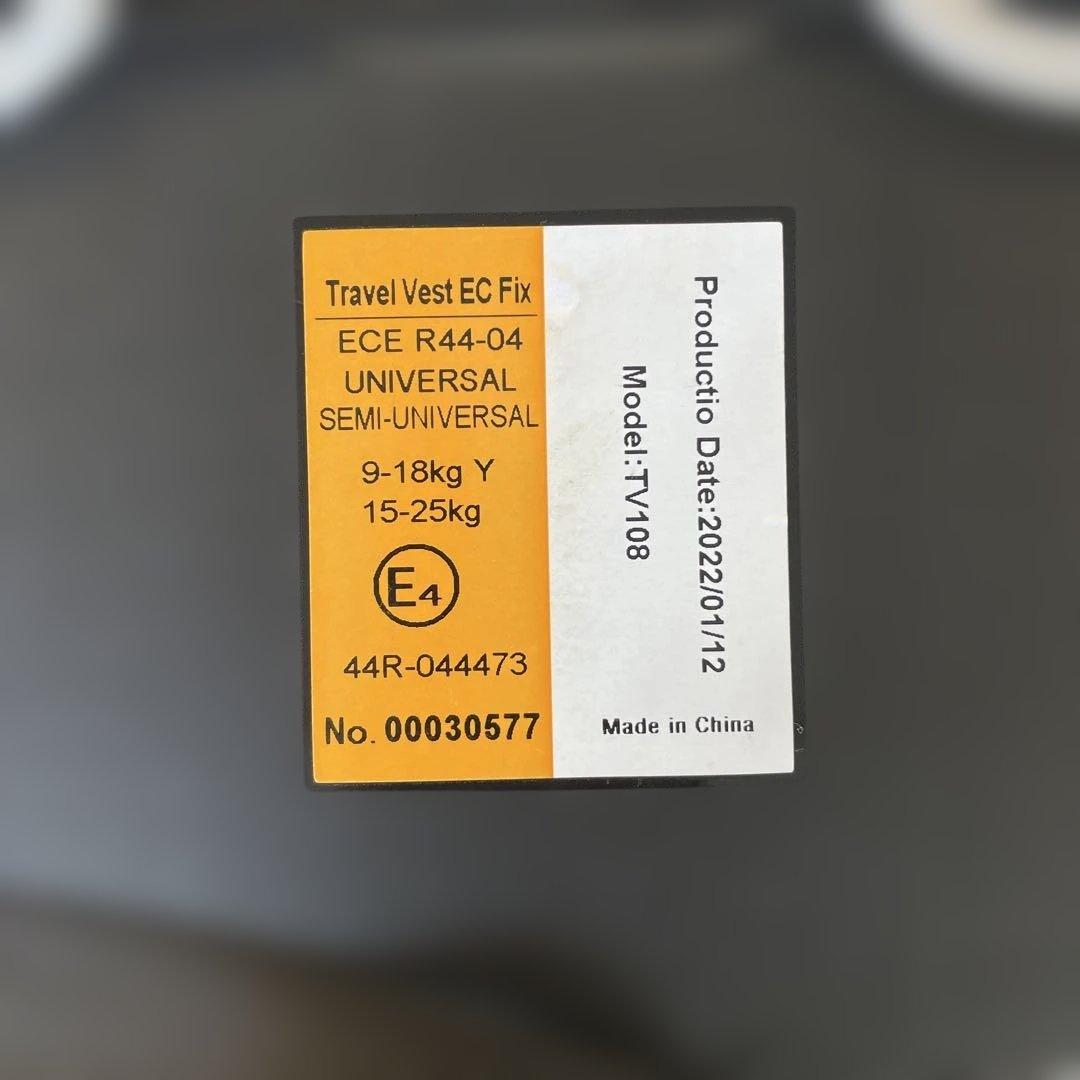 Travel Vest EC Fix
ECE R44-04
UNIVERSAL
SEMI-UNIVERSAL
9-18kg Y
15-25kg
E4
44R-044473
No. 00030577
Productio Date:2022/01/12
Model:TV108
Made in China